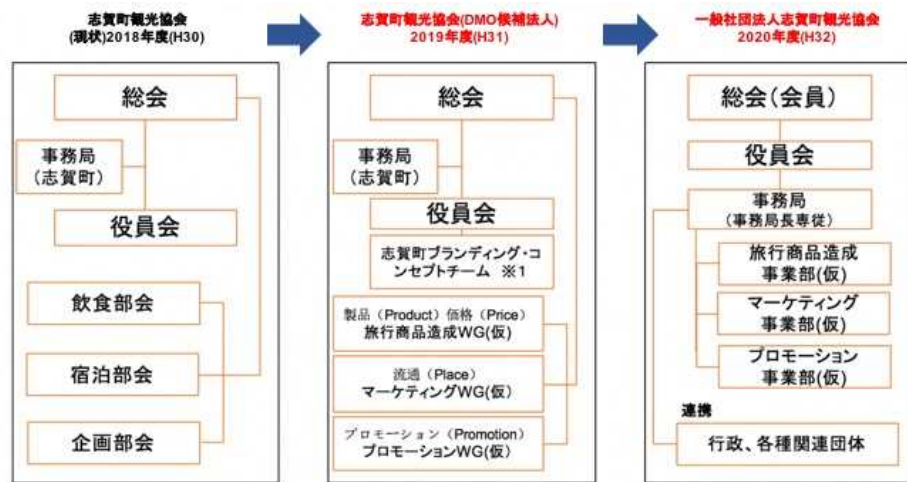 志賀町観光協会
(現状)2018年度(H30)
総会
事務局
(志賀町)
役員会
飲食部会
宿泊部会
企画部会
志賀町観光協会(DMO候補法人)
2019年度(H31)
総会
事務局
(志賀町)
役員会
志賀町ブランディング・コ
ンセプトチーム ※1
製品（Product）価格（Price）
旅行商品造成WG(仮)
流通（Place）
マーケティングWG(仮)
プロモーション（Promotion）
プロモーションWG(仮)
一般社団法人志賀町観光協会
2020年度(H32)
総会(会員)
役員会
事務局
(事務局長専従)
旅行商品造成
事業部(仮)
マーケティング
事業部(仮)
プロモーション
事業部(仮)
連携
行政、各種関連団体